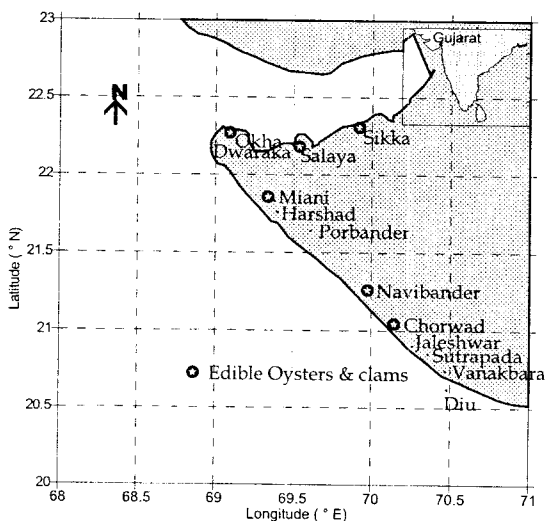 23
Gujarat
N
22.5
Okha
Sikka
Dwaraka
Salaya
22
Miani
Harshad
21.5
Porbander
Latitude ( ° N)
Navibander
21
Chorwad
Jaleshwar
Sutrapada
Edible Oysters & clams
Vanakbara
20.5
Diu
20
68
68.5
69
69.5
70
70.5
71
Longitude ( ° E)